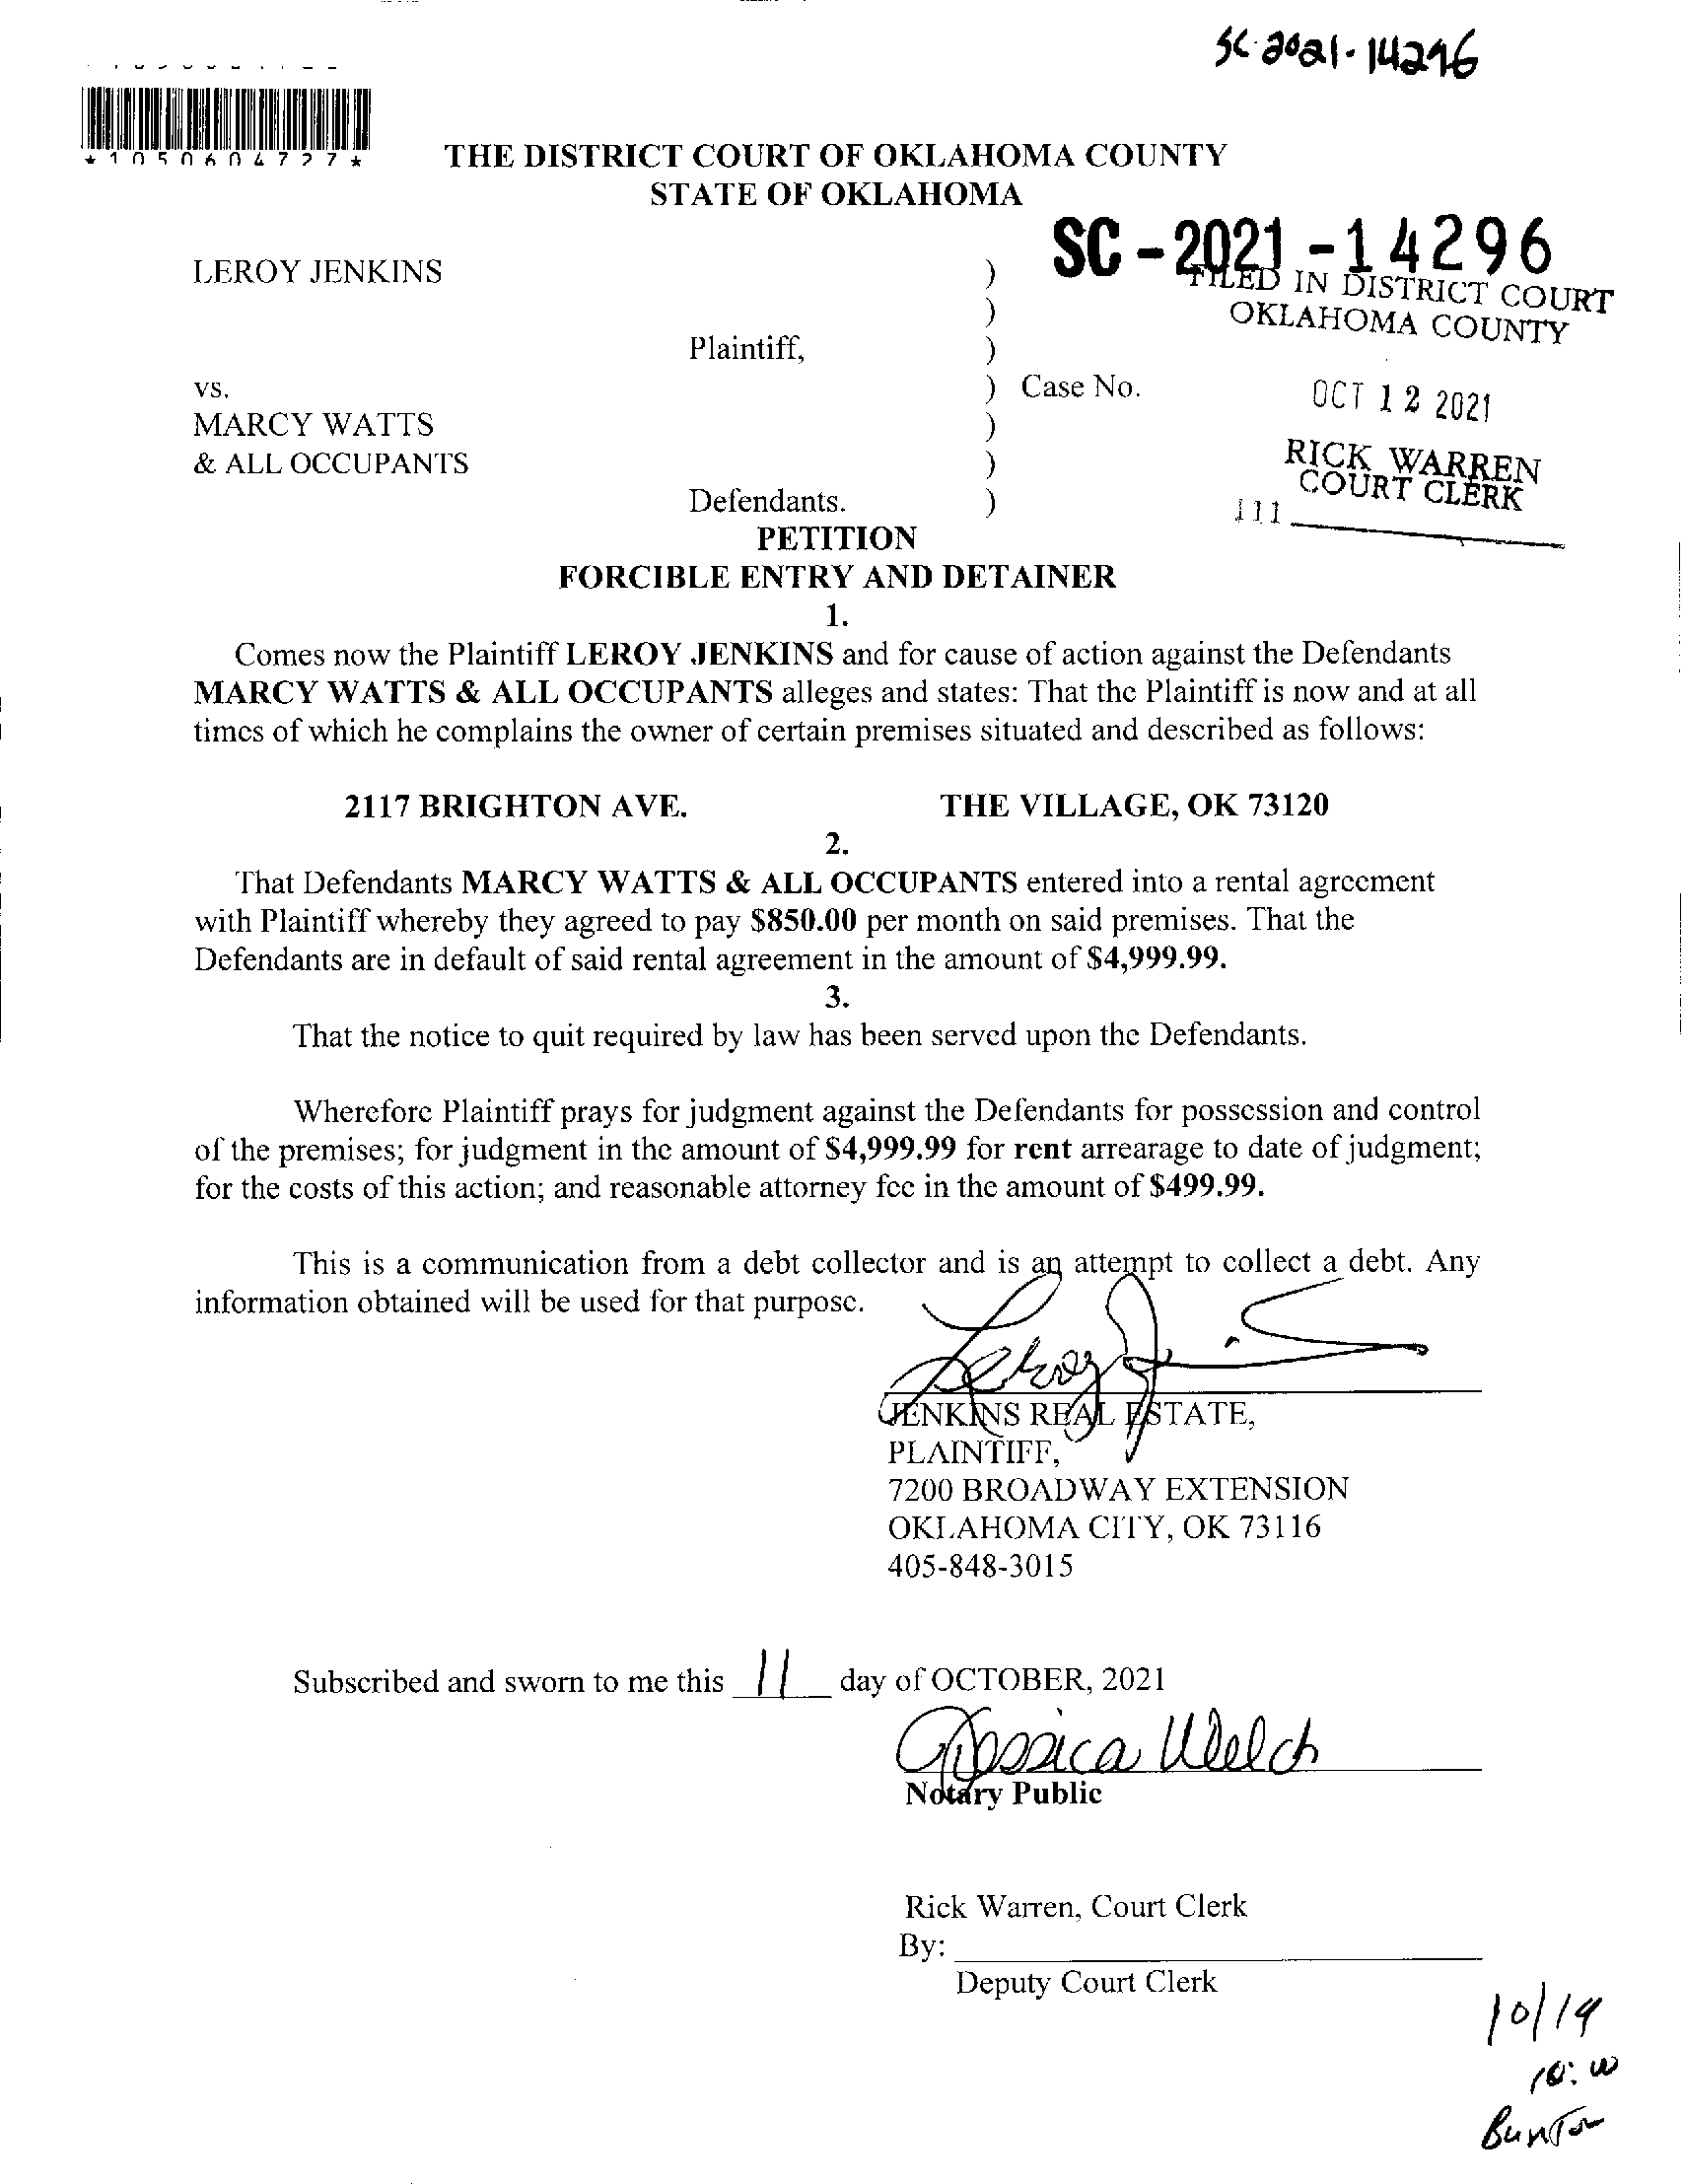 SC-2021-14296
*1050604727*
THE DISTRICT COURT OF OKLAHOMA COUNTY
STATE OF OKLAHOMA
SC-2021-14296
FILED IN DISTRICT COURT
OKLAHOMA COUNTY
LEROY JENKINS )
)
Plaintiff, )
vs. ) Case No.
OCT 12 2021
MARCY WATTS )
& ALL OCCUPANTS )
RICK WARREN
COURT CLERK
111
Defendants. )
PETITION
FORCIBLE ENTRY AND DETAINER
1.
Comes now the Plaintiff LEROY JENKINS and for cause of action against the Defendants
MARCY WATTS & ALL OCCUPANTS alleges and states: That the Plaintiff is now and at all
times of which he complains the owner of certain premises situated and described as follows:
2117 BRIGHTON AVE. THE VILLAGE, OK 73120
2.
That Defendants MARCY WATTS & ALL OCCUPANTS entered into a rental agreement
with Plaintiff whereby they agreed to pay $850.00 per month on said premises. That the
Defendants are in default of said rental agreement in the amount of $4,999.99.
3.
That the notice to quit required by law has been served upon the Defendants.
Wherefore Plaintiff prays for judgment against the Defendants for possession and control
of the premises; for judgment in the amount of $4,999.99 for rent arrearage to date of judgment;
for the costs of this action; and reasonable attorney fee in the amount of $499.99.
This is a communication from a debt collector and is an attempt to collect a debt. Any
information obtained will be used for that purpose.
Leroy
JENKINS REAL ESTATE,
PLAINTIFF,
7200 BROADWAY EXTENSION
OKLAHOMA CITY, OK 73116
405-848-3015
Subscribed and sworn to me this 11 day of OCTOBER, 2021
Jessica Welch
Notary Public
Rick Warren, Court Clerk
By:
Deputy Court Clerk
10/19
Bunton